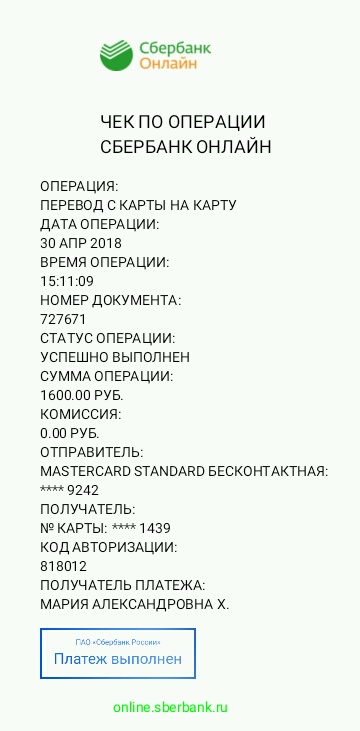 Сбербанк
Онлайн
ЧЕК ПО ОПЕРАЦИИ
СБЕРБАНК ОНЛАЙН
ОПЕРАЦИЯ:
ПЕРЕВОД С КАРТЫ НА КАРТУ
ДАТА ОПЕРАЦИИ:
30 АПР 2018
ВРЕМЯ ОПЕРАЦИИ:
15:11:09
НОМЕР ДОКУМЕНТА:
727671
СТАТУС ОПЕРАЦИИ:
УСПЕШНО ВЫПОЛНЕН
СУММА ОПЕРАЦИИ:
1600.00 РУБ.
КОМИССИЯ:
0.00 РУБ.
ОТПРАВИТЕЛЬ:
MASTERCARD STANDARD БЕСКОНТАКТНАЯ:
**** 9242
ПОЛУЧАТЕЛЬ:
№ КАРТЫ: **** 1439
КОД АВТОРИЗАЦИИ:
818012
ПОЛУЧАТЕЛЬ ПЛАТЕЖА:
МАРИЯ АЛЕКСАНДРОВНА Х.
ПАО «Сбербанк России»
Платеж выполнен
online.sberbank.ru